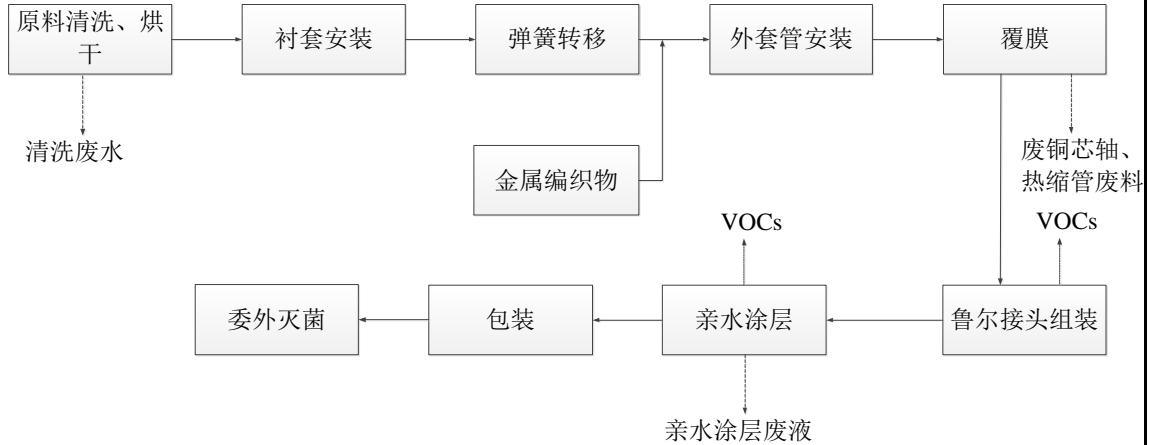 原料清洗、烘
干
衬套安装
弹簧转移
外套管安装
覆膜
清洗废水
金属编织物
废铜芯轴、
热缩管废料
VOCs
VOCs
委外灭菌
包装
亲水涂层
鲁尔接头组装
亲水涂层废液